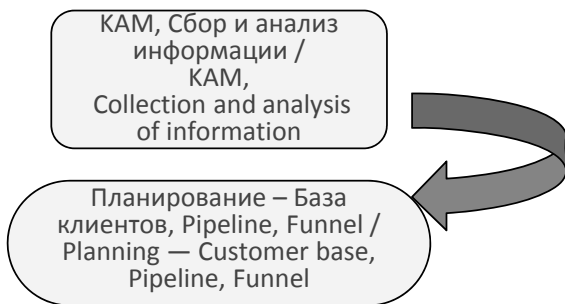 KAM, Сбор и анализ
информации /
KAM,
Collection and analysis
of information
Планирование – База
клиентов, Pipeline, Funnel /
Planning — Customer base,
Pipeline, Funnel